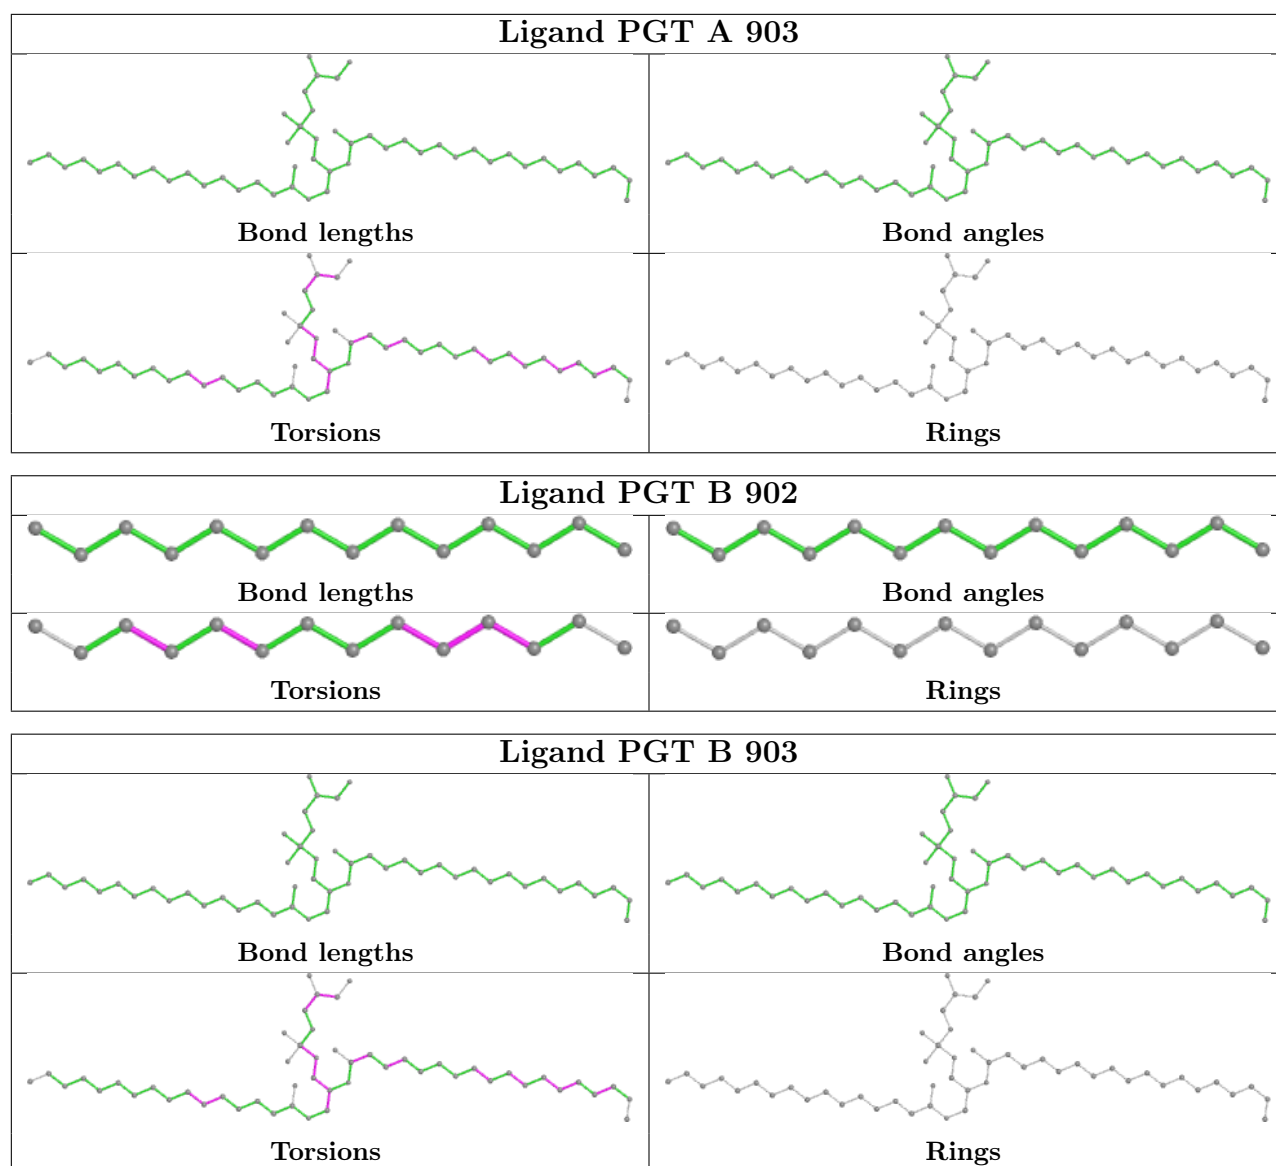 Ligand PGT A 903
Bond lengths
Bond angles
Torsions
Rings
Ligand PGT B 902
Bond lengths
Bond angles
Torsions
Rings
Ligand PGT B 903
Bond lengths
Bond angles
Torsions
Rings